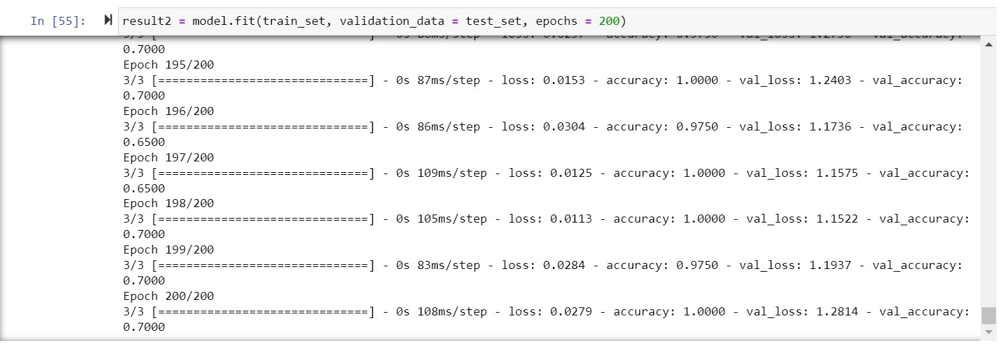 In [55]: result2 = model.fit(train_set, validation_data = test_set, epochs = 200)
0.7000
Epoch 195/200
3/3 [==============================] - 0s 87ms/step - loss: 0.0153 - accuracy: 1.0000 - val_loss: 1.2403 - val_accuracy:
0.7000
Epoch 196/200
3/3 [==============================] - 0s 86ms/step - loss: 0.0304 - accuracy: 0.9750 - val_loss: 1.1736 - val_accuracy:
0.6500
Epoch 197/200
3/3 [==============================] - 0s 109ms/step - loss: 0.0125 - accuracy: 1.0000 - val_loss: 1.1575 - val_accuracy:
0.6500
Epoch 198/200
3/3 [==============================] - 0s 105ms/step - loss: 0.0113 - accuracy: 1.0000 - val_loss: 1.1522 - val_accuracy:
0.7000
Epoch 199/200
3/3 [==============================] - 0s 83ms/step - loss: 0.0284 - accuracy: 0.9750 - val_loss: 1.1937 - val_accuracy:
0.7000
Epoch 200/200
3/3 [==============================] - 0s 108ms/step - loss: 0.0279 - accuracy: 1.0000 - val_loss: 1.2814 - val_accuracy:
0.7000